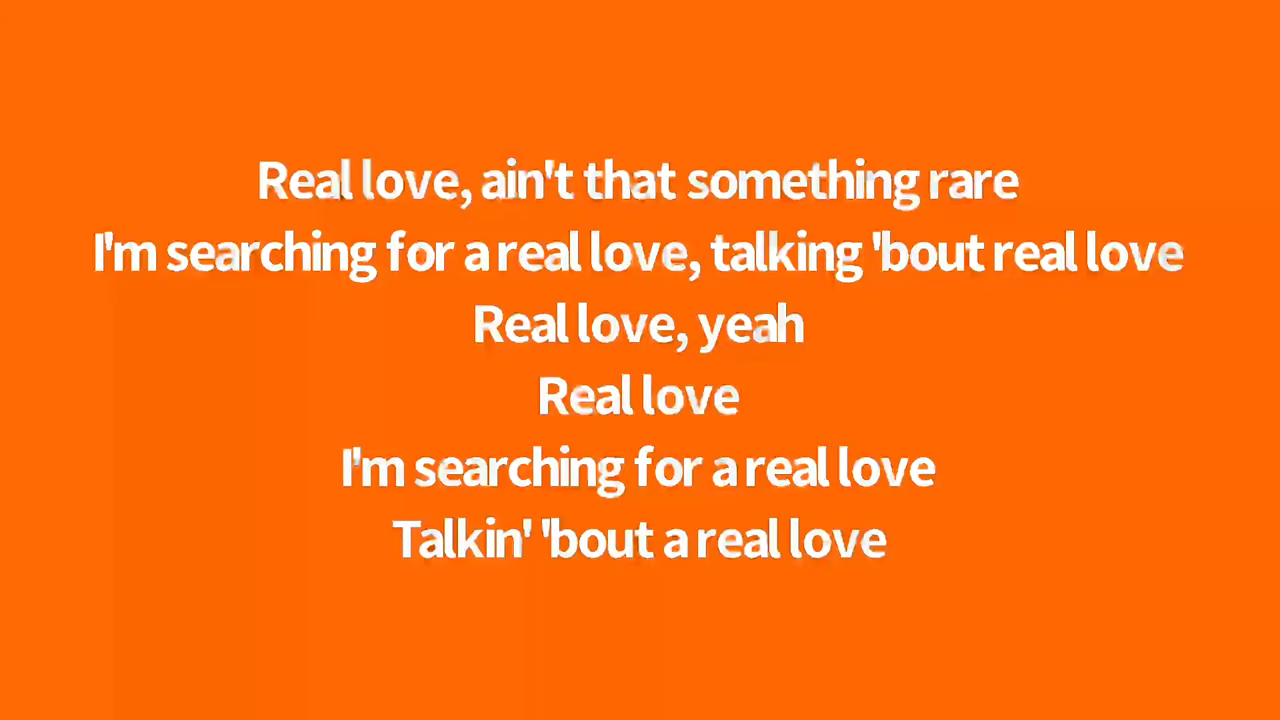 Real love, ain't that something rare
I'm searching for a real love, talking 'bout real love
Real love, yeah
Real love
I'm searching for a real love
Talkin' 'bout a real love